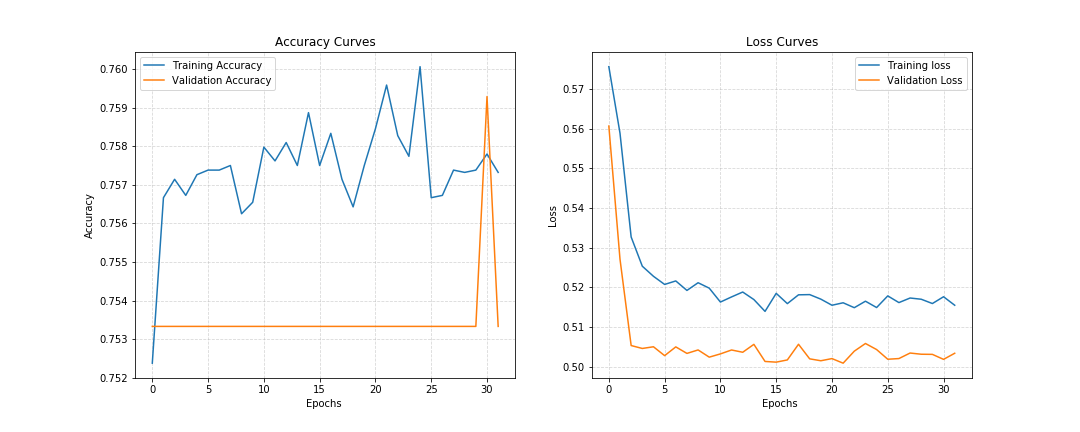 Accuracy Curves
Training Accuracy
Validation Accuracy
0.760
0.759
0.758
0.757
0.756
0.755
0.754
0.753
0.752
Accuracy
0 5 10 15 20 25 30
Epochs
Loss Curves
Training loss
Validation Loss
0.57
0.56
0.55
0.54
0.53
0.52
0.51
0.50
Loss
0 5 10 15 20 25 30
Epochs